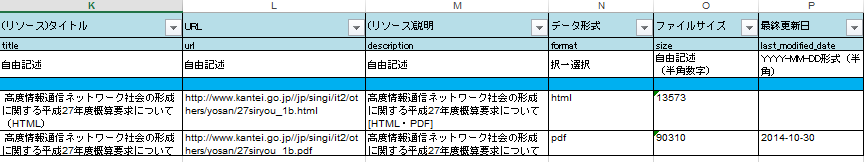 K L M N O P
(リソース)タイトル URL (リソース)説明 データ形式 ファイルサイズ 最終更新日
title url description format size last_modified_date
自由記述 自由記述 自由記述 択一選択 自由記述 YYYY-MM-DD形式（半
（半角数字） 角）
高度情報通信ネットワーク社会の形成 http://www.kantei.go.jp//jp/singi/it2/ot 高度情報通信ネットワーク社会の形成 html 13573
に関する平成27年度概算要求について hers/yosan/27siryou_1b.html に関する平成27年度概算要求について
（HTML） [HTML・PDF]
高度情報通信ネットワーク社会の形成 http://www.kantei.go.jp//jp/singi/it2/ot 高度情報通信ネットワーク社会の形成 pdf 90310 2014-10-30
に関する平成27年度概算要求について hers/yosan/27siryou_1b.pdf に関する平成27年度概算要求について